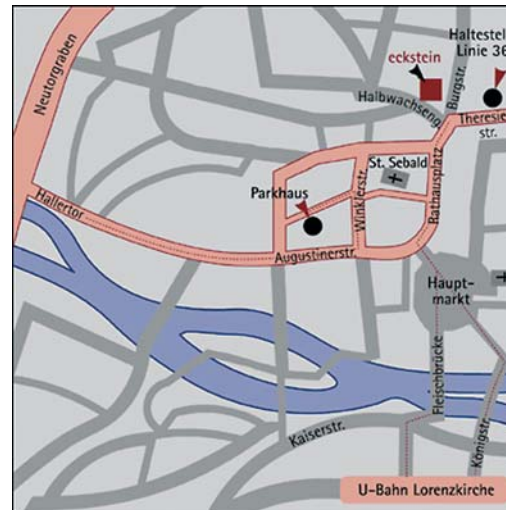 Neutorgraben
eckstein
Haltestel
Linie 36
Burgstr.
Halbwachseng.
Theresie
str.
St. Sebald
Rathausplatz
Parkhaus
Winklerstr.
Hallertor
Augustinerstr.
Haupt-
markt
Fleischbrücke
Kaiserstr.
Königstr.
U-Bahn Lorenzkirche